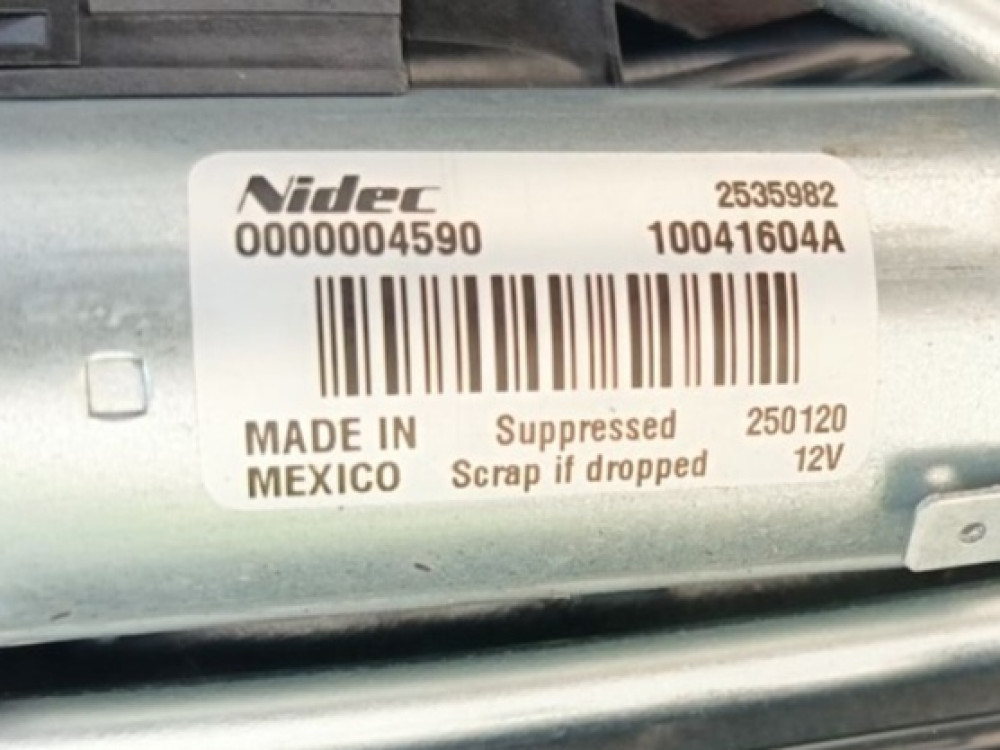 Nidec 2535982
0000004590 10041604A
MADE IN Suppressed 250120
MEXICO Scrap if dropped 12V